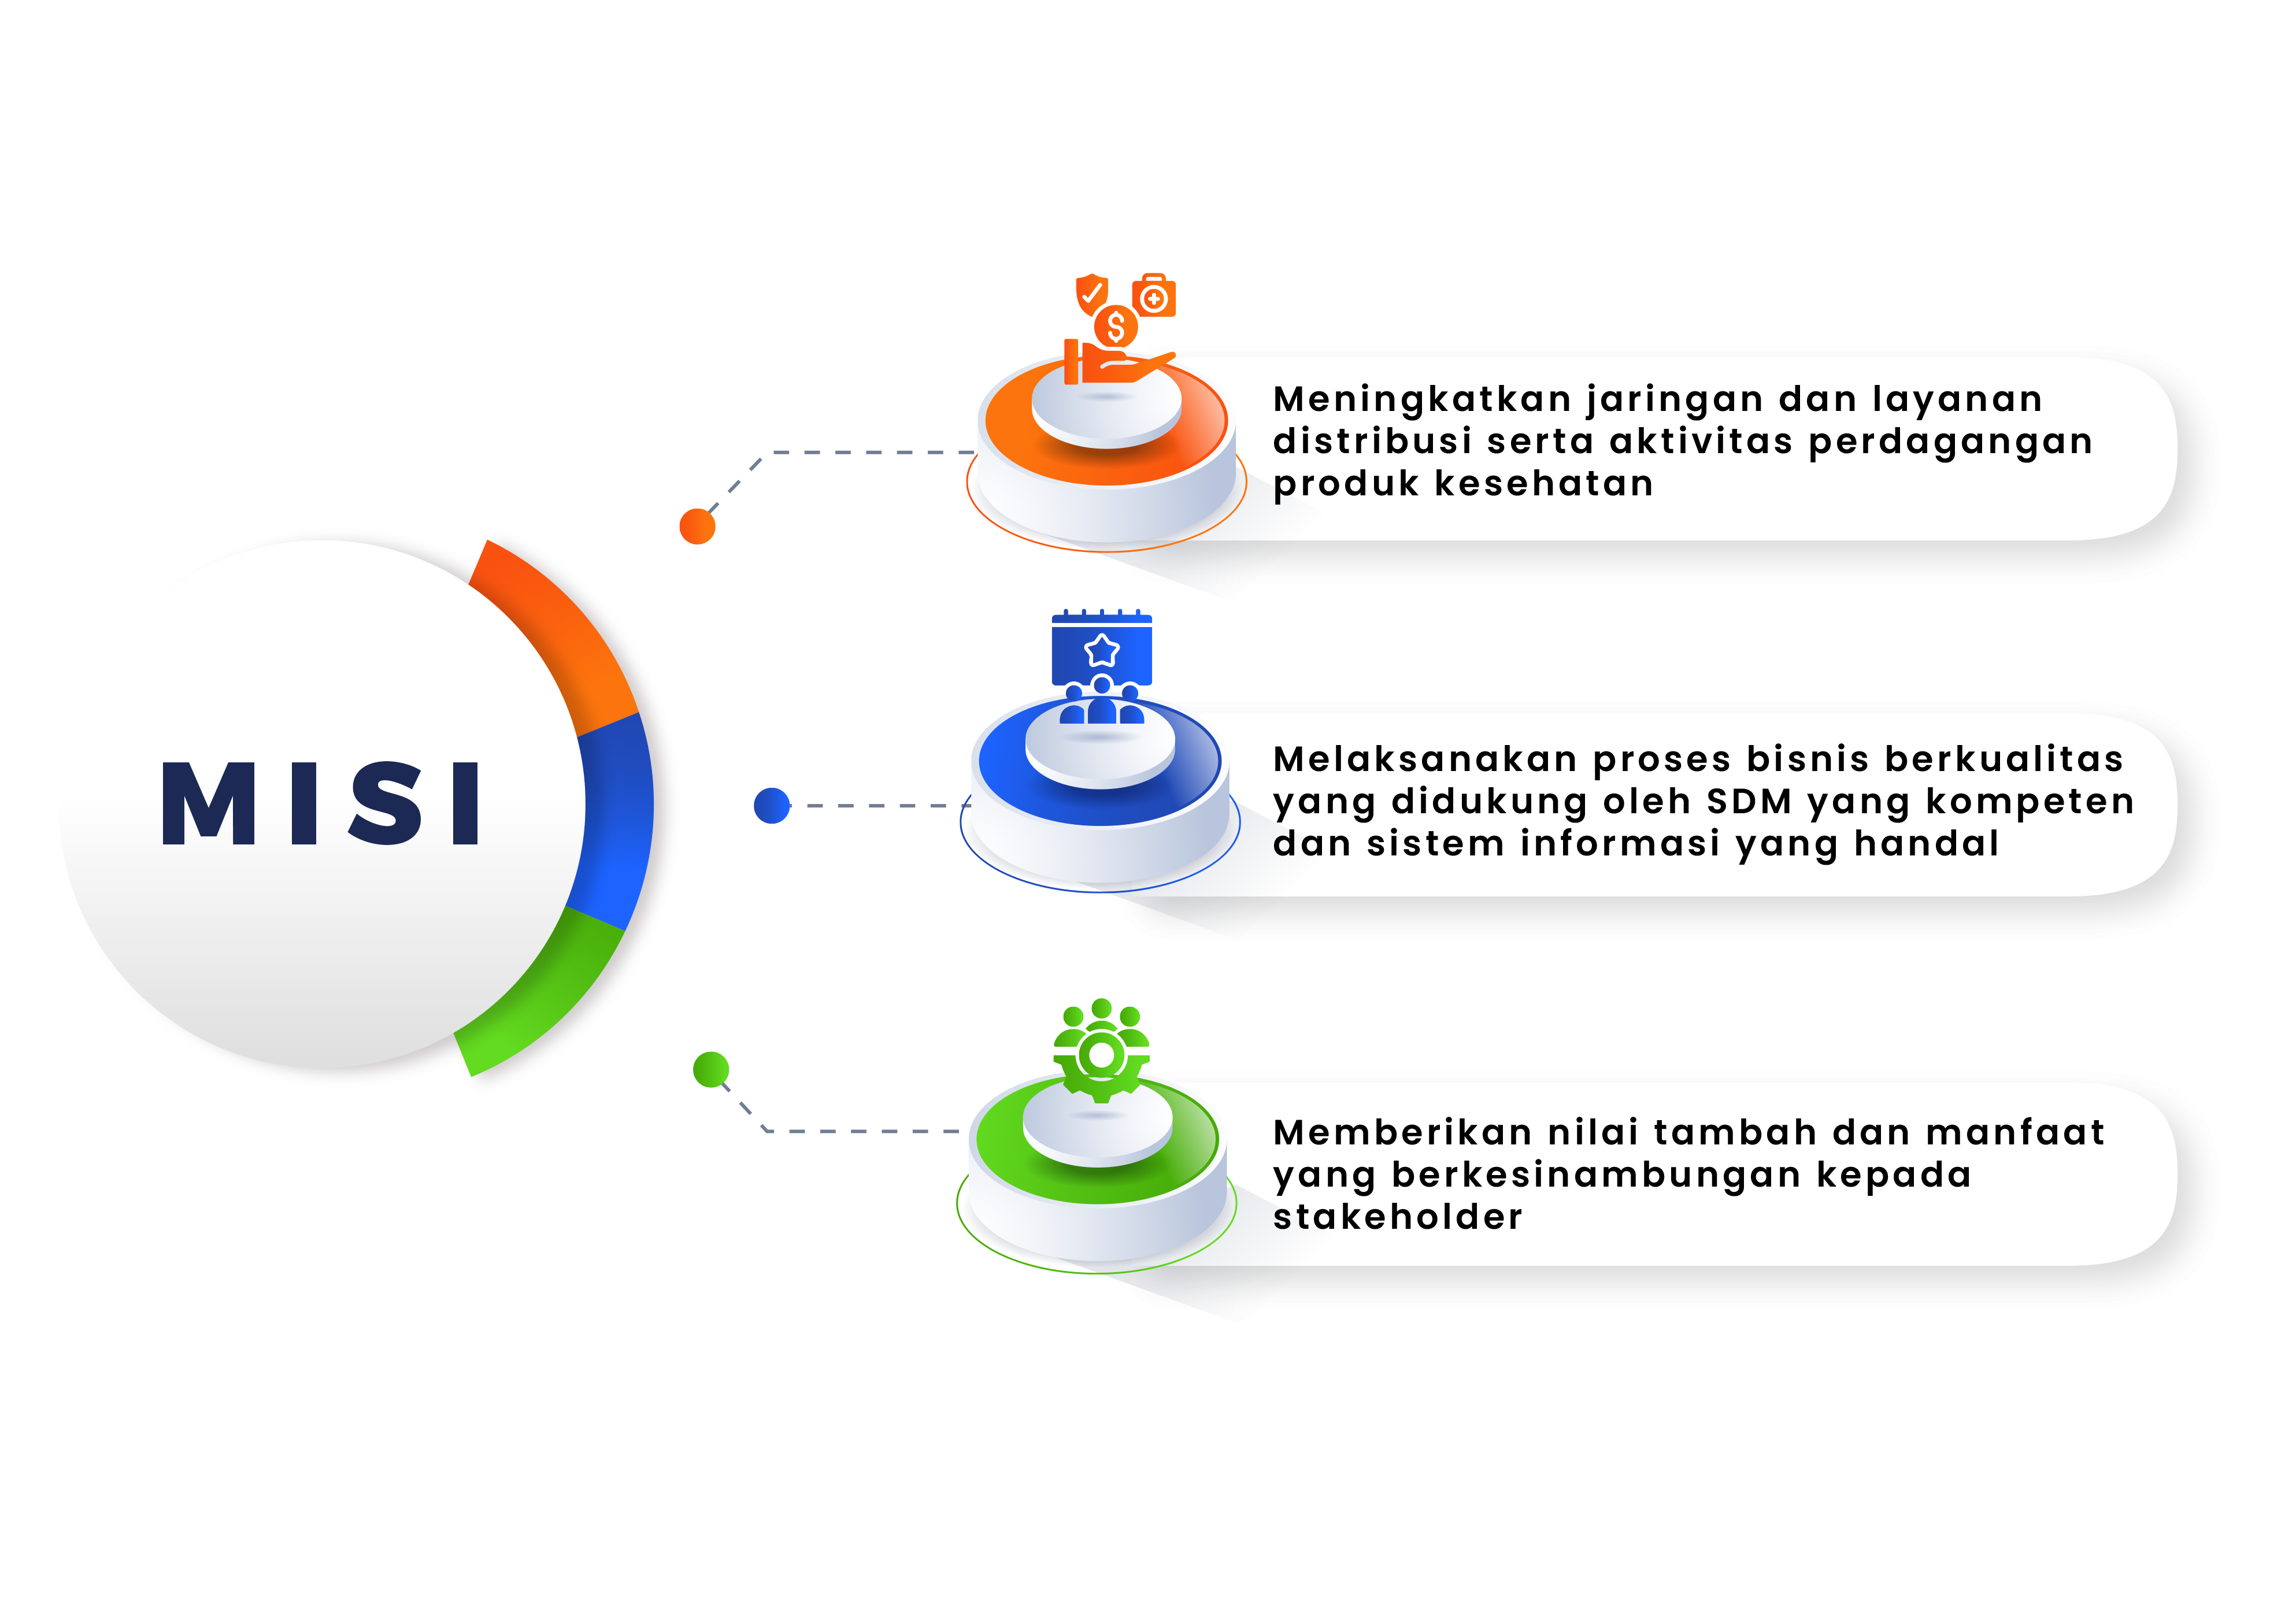 MISI
Meningkatkan jaringan dan layanan
distribusi serta aktivitas perdagangan
produk kesehatan
Melaksanakan proses bisnis berkualitas
yang didukung oleh SDM yang kompeten
dan sistem informasi yang handal
Memberikan nilai tambah dan manfaat
yang berkesinambungan kepada
stakeholder